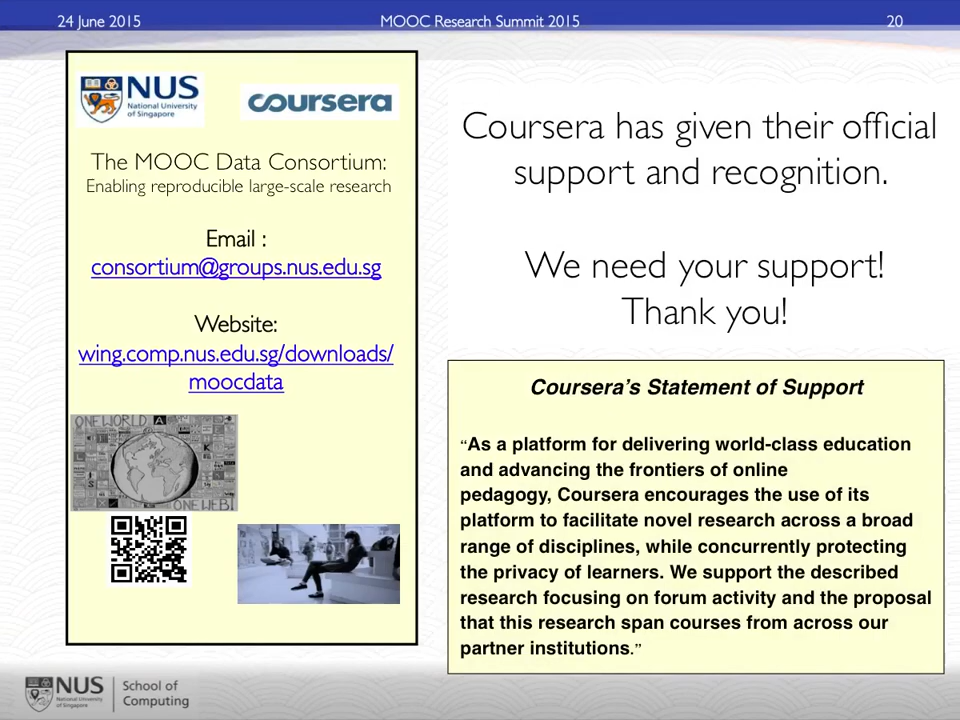 24 June 2015
MOOC Research Summit 2015
20
NUS
National University
of Singapore
coursera
The MOOC Data Consortium:
Enabling reproducible large-scale research
Email :
consortium@groups.nus.edu.sg
Website:
wing.comp.nus.edu.sg/downloads/
moocdata
ONE WORLD
ONE WEB!
Coursera has given their official
support and recognition.
We need your support!
Thank you!
Coursera’s Statement of Support
“As a platform for delivering world-class education
and advancing the frontiers of online
pedagogy, Coursera encourages the use of its
platform to facilitate novel research across a broad
range of disciplines, while concurrently protecting
the privacy of learners. We support the described
research focusing on forum activity and the proposal
that this research span courses from across our
partner institutions.”
NUS
National University
of Singapore
School of
Computing